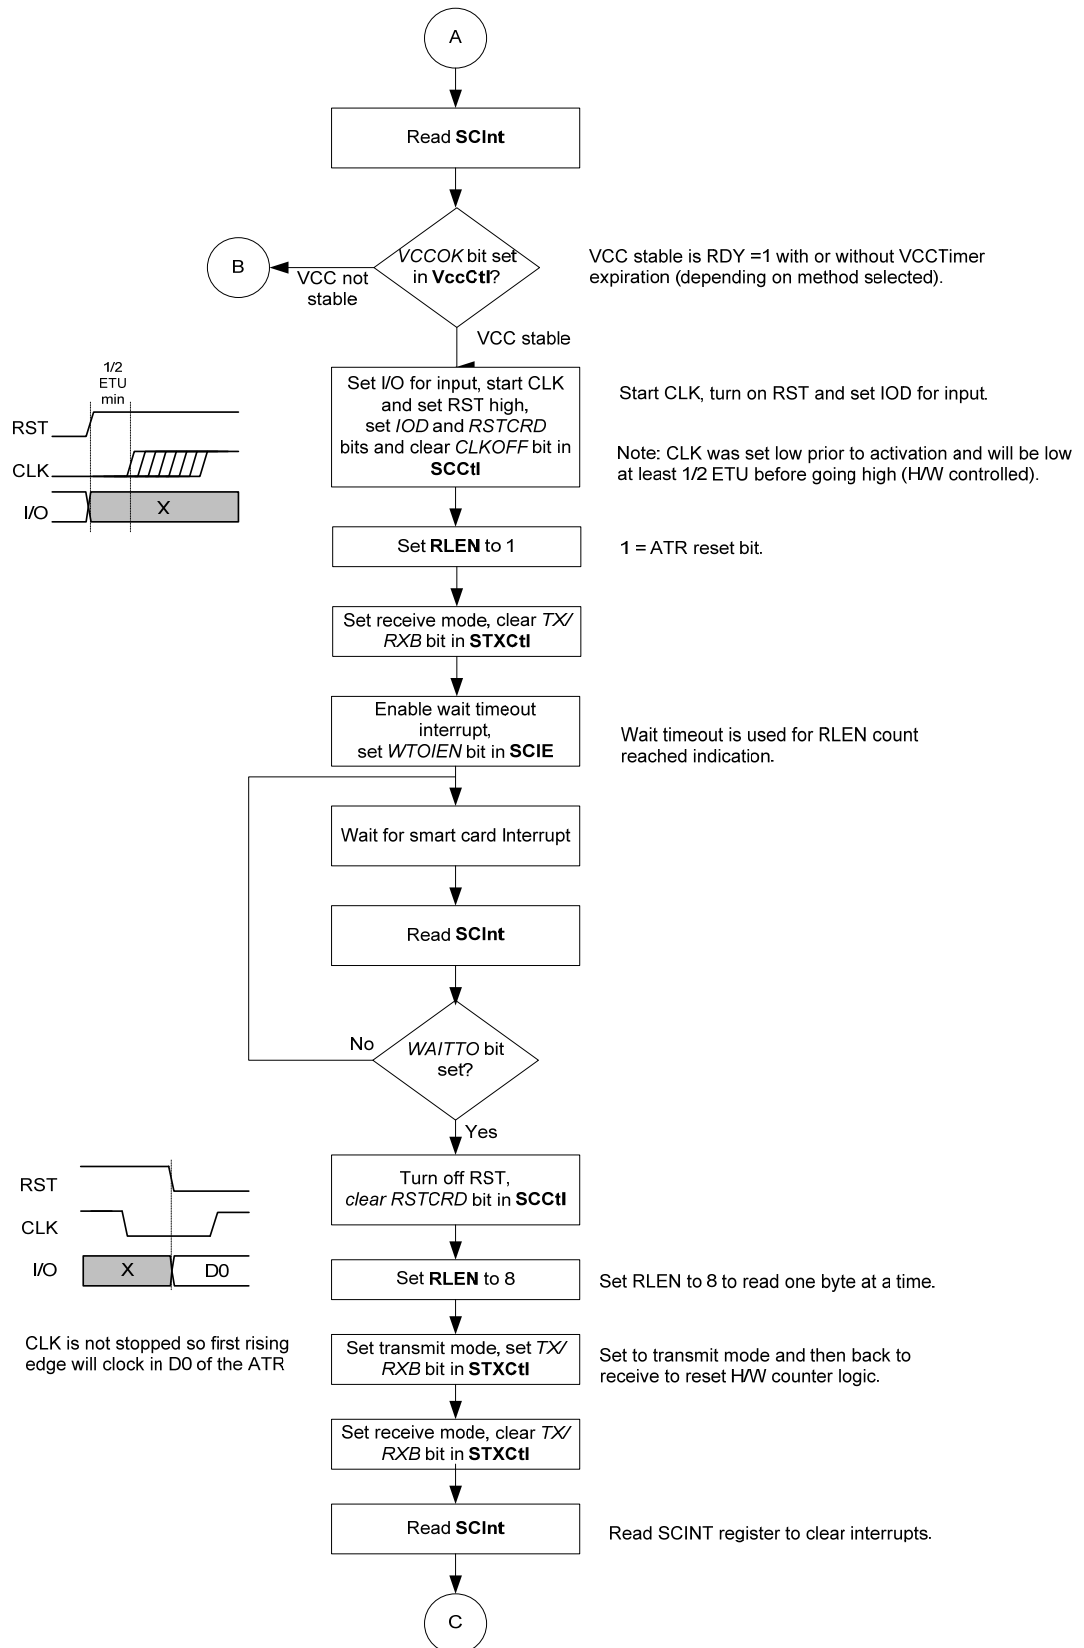 A
Read SCInt
B
VCC not
stable
VCCOK bit set
in VccCtl?
VCC stable is RDY =1 with or without VCCTimer
expiration (depending on method selected).
VCC stable
1/2
ETU
min
RST
CLK
I/O
X
Set I/O for input, start CLK
and set RST high,
set IOD and RSTCRD
bits and clear CLKOFF bit in
SCCtl
Start CLK, turn on RST and set IOD for input.
Note: CLK was set low prior to activation and will be low
at least 1/2 ETU before going high (H/W controlled).
Set RLEN to 1
1 = ATR reset bit.
Set receive mode, clear TX/
RXB bit in STXCtl
Enable wait timeout
interrupt,
set WTOIEN bit in SCIE
Wait timeout is used for RLEN count
reached indication.
Wait for smart card Interrupt
Read SCInt
No
WAITTO bit
set?
Yes
RST
CLK
I/O
X
D0
Turn off RST,
clear RSTCRD bit in SCCtl
Set RLEN to 8
Set RLEN to 8 to read one byte at a time.
CLK is not stopped so first rising
edge will clock in D0 of the ATR
Set transmit mode, set TX/
RXB bit in STXCtl
Set to transmit mode and then back to
receive to reset H/W counter logic.
Set receive mode, clear TX/
RXB bit in STXCtl
Read SCInt
Read SCINT register to clear interrupts.
C